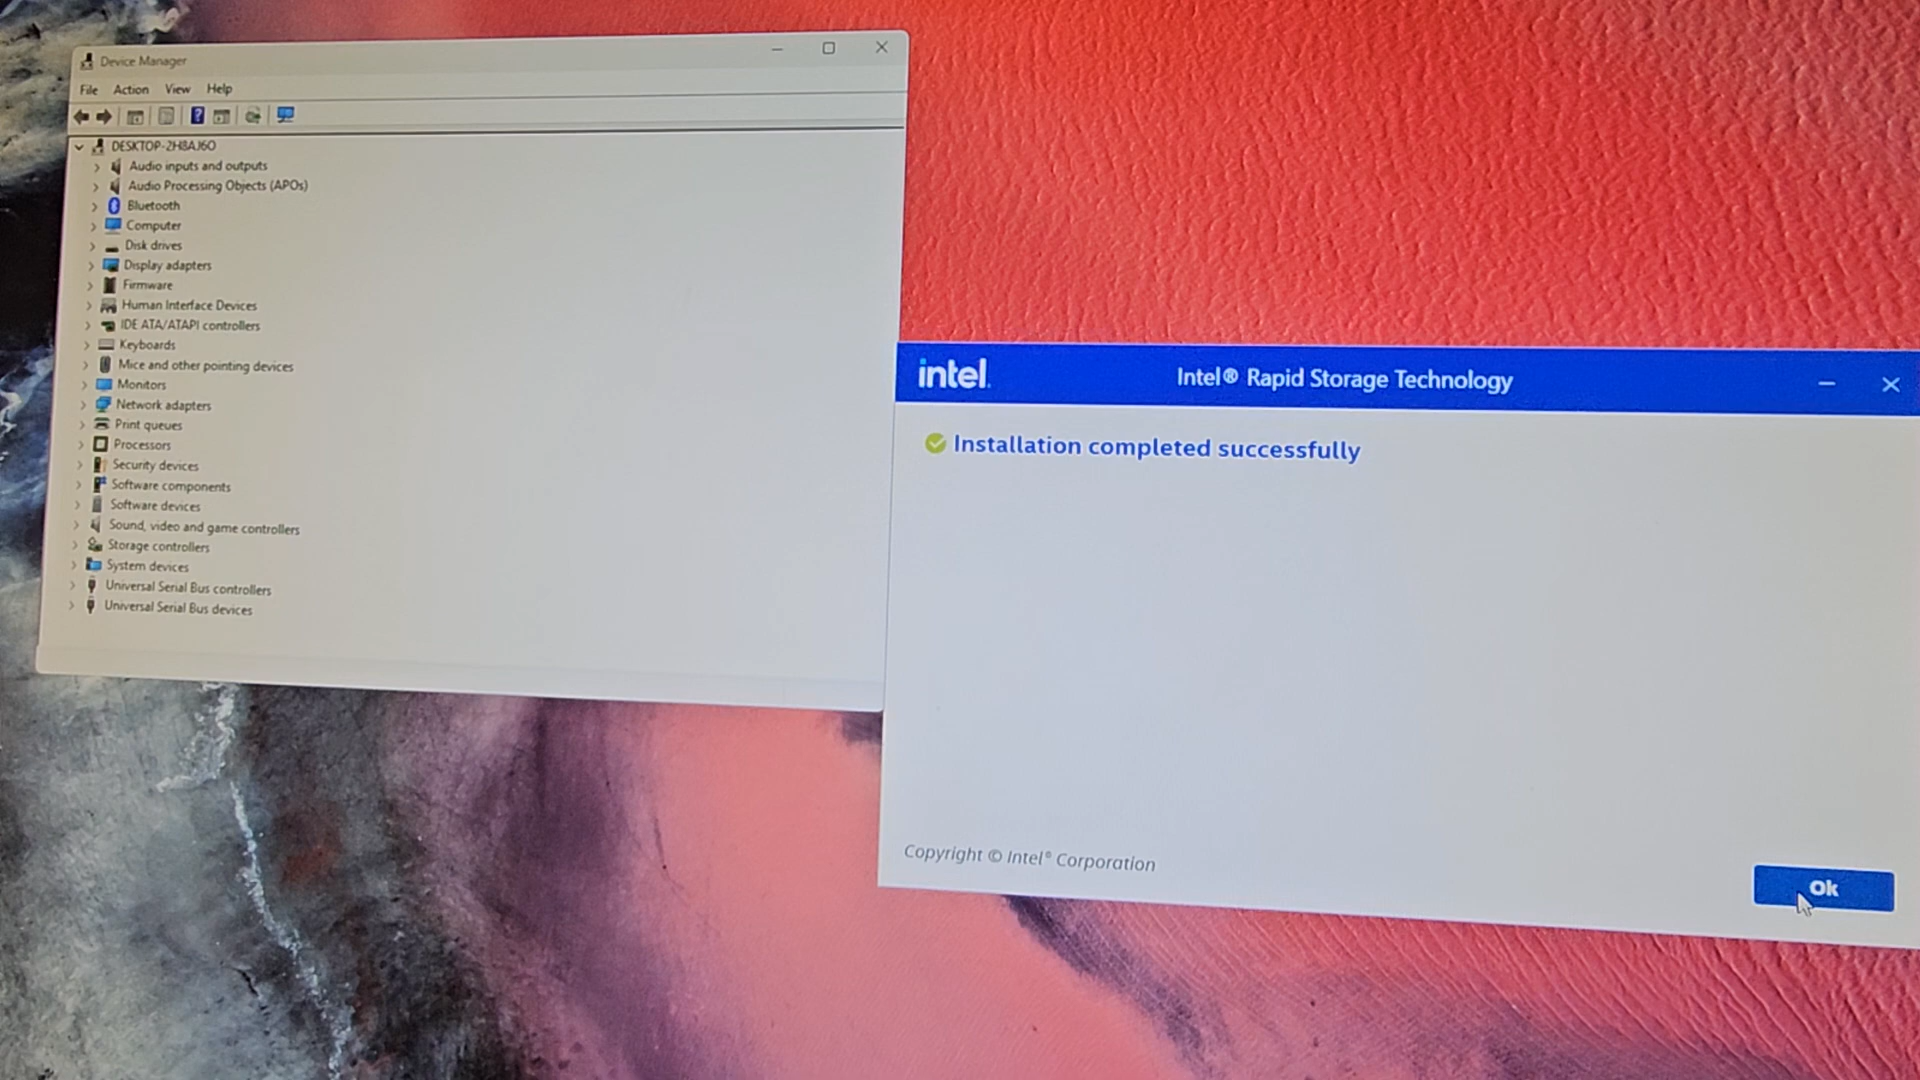 Device Manager
File Action View Help
DESKTOP-2H8AJ6O
Audio inputs and outputs
Audio Processing Objects (APOs)
Bluetooth
Computer
Disk drives
Display adapters
Firmware
Human Interface Devices
IDE ATA/ATAPI controllers
Keyboards
Mice and other pointing devices
Monitors
Network adapters
Print queues
Processors
Security devices
Software components
Software devices
Sound, video and game controllers
Storage controllers
System devices
Universal Serial Bus controllers
Universal Serial Bus devices
intel.
Intel® Rapid Storage Technology
Installation completed successfully
Copyright © Intel® Corporation
Ok